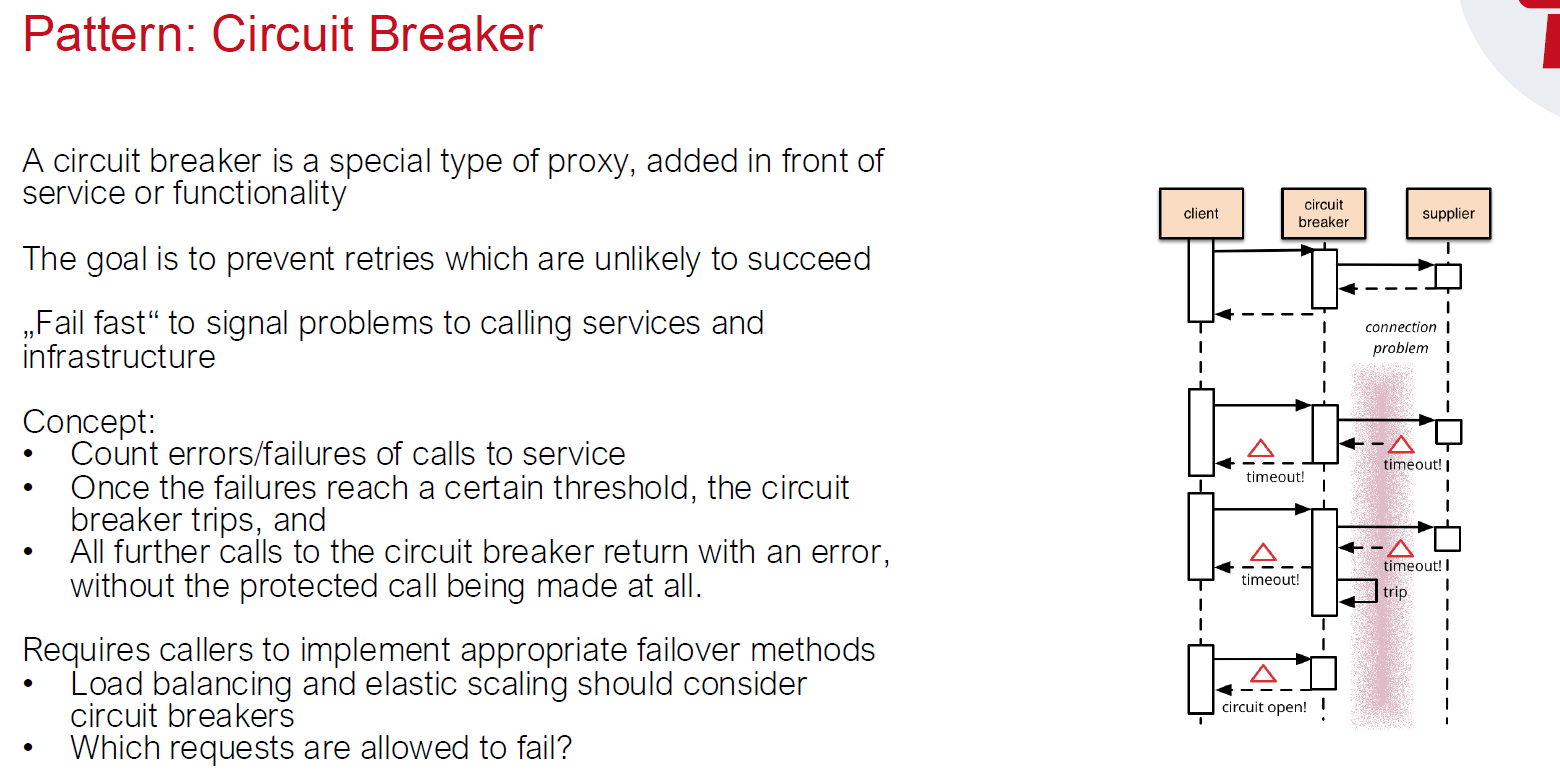 Pattern: Circuit Breaker
A circuit breaker is a special type of proxy, added in front of
service or functionality
The goal is to prevent retries which are unlikely to succeed
„Fail fast“ to signal problems to calling services and
infrastructure
Concept:
• Count errors/failures of calls to service
• Once the failures reach a certain threshold, the circuit
breaker trips, and
• All further calls to the circuit breaker return with an error,
without the protected call being made at all.
Requires callers to implement appropriate failover methods
• Load balancing and elastic scaling should consider
circuit breakers
• Which requests are allowed to fail?
client
circuit
breaker
supplier
connection
problem
timeout!
timeout!
timeout!
timeout!
trip
circuit open!